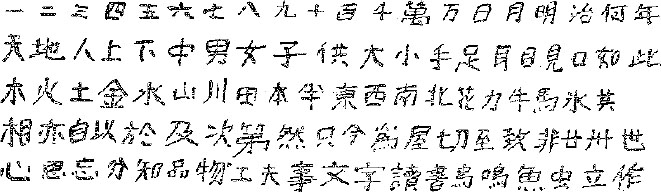 一二三四五六七八九十百千萬万日月明治何年
天地人上下中男女子供大小手足耳目見口如此
木火土金水山川田本半東西南北花力牛馬氷英
相亦自以於及次第然只今前屋切至致非廿卅世
心思忘分知品物工夫事文字讀書鳥鳴魚虫立作